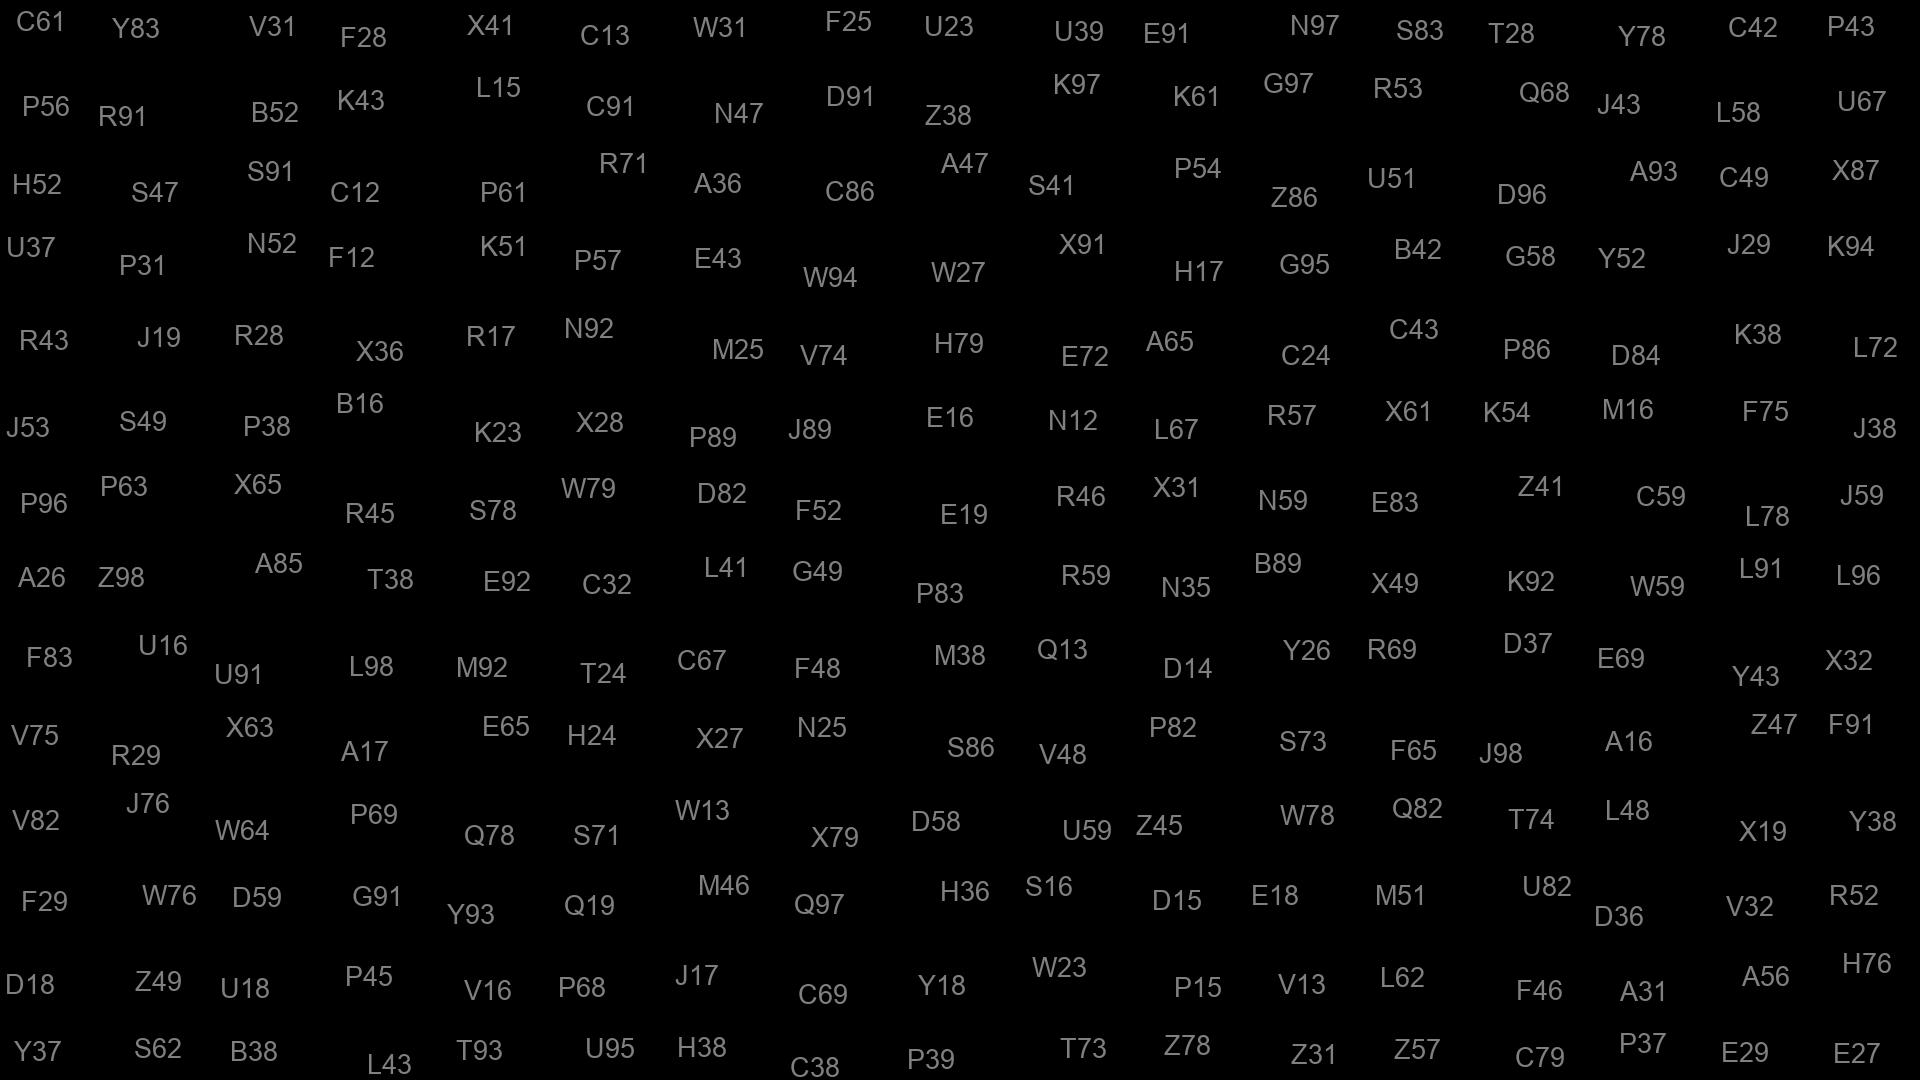 C61 Y83 V31 F28 X41 C13 W31 F25 U23 U39 E91 N97 S83 T28 Y78 C42 P43
P56 R91 B52 K43 L15 C91 N47 D91 Z38 K97 K61 G97 R53 Q68 J43 L58 U67
H52 S47 S91 C12 P61 R71 A36 C86 A47 S41 P54 Z86 U51 D96 A93 C49 X87
U37 P31 N52 F12 K51 P57 E43 W94 W27 X91 H17 G95 B42 G58 Y52 J29 K94
R43 J19 R28 X36 R17 N92 M25 V74 H79 E72 A65 C24 C43 P86 D84 K38 L72
J53 S49 P38 B16 K23 X28 P89 J89 E16 N12 L67 R57 X61 K54 M16 F75 J38
P96 P63 X65 R45 S78 W79 D82 F52 E19 R46 X31 N59 E83 Z41 C59 L78 J59
A26 Z98 A85 T38 E92 C32 L41 G49 P83 R59 N35 B89 X49 K92 W59 L91 L96
F83 U16 U91 L98 M92 T24 C67 F48 M38 Q13 D14 Y26 R69 D37 E69 Y43 X32
V75 R29 X63 A17 E65 H24 X27 N25 S86 V48 P82 S73 F65 J98 A16 Z47 F91
V82 J76 W64 P69 Q78 S71 W13 X79 D58 U59 Z45 W78 Q82 T74 L48 X19 Y38
F29 W76 D59 G91 Y93 Q19 M46 Q97 H36 S16 D15 E18 M51 U82 D36 V32 R52
D18 Z49 U18 P45 V16 P68 J17 C69 Y18 W23 P15 V13 L62 F46 A31 A56 H76
Y37 S62 B38 L43 T93 U95 H38 C38 P39 T73 Z78 Z31 Z57 C79 P37 E29 E27